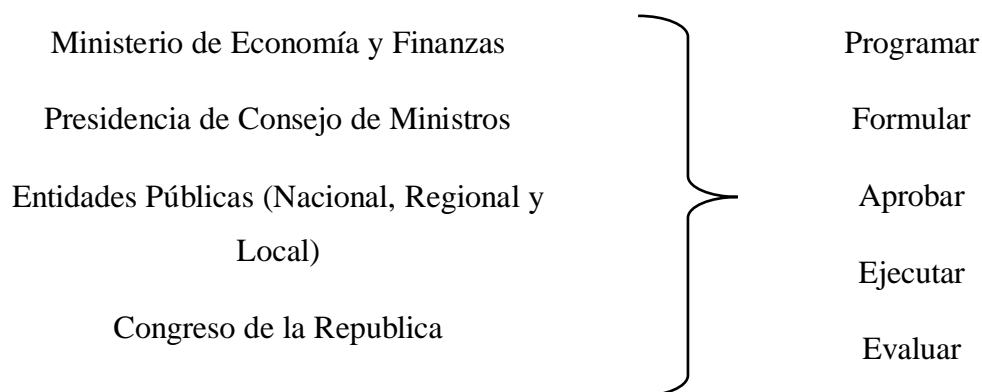 Ministerio de Economía y Finanzas
Presidencia de Consejo de Ministros
Entidades Públicas (Nacional, Regional y
Local)
Congreso de la Republica
Programar
Formular
Aprobar
Ejecutar
Evaluar